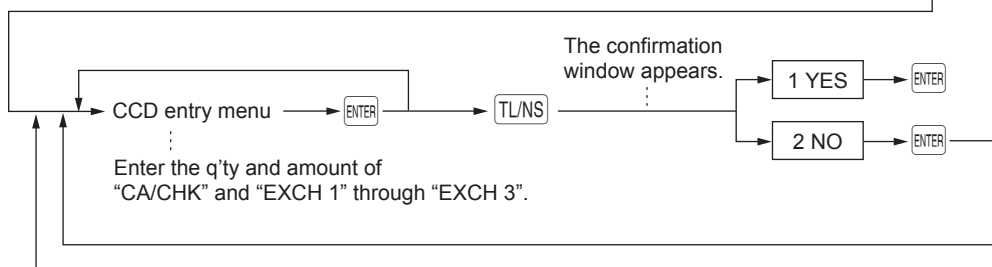 The confirmation
window appears.
CCD entry menu
ENTER
TL/NS
1 YES
ENTER
2 NO
ENTER
Enter the q’ty and amount of
“CA/CHK” and “EXCH 1” through “EXCH 3”.